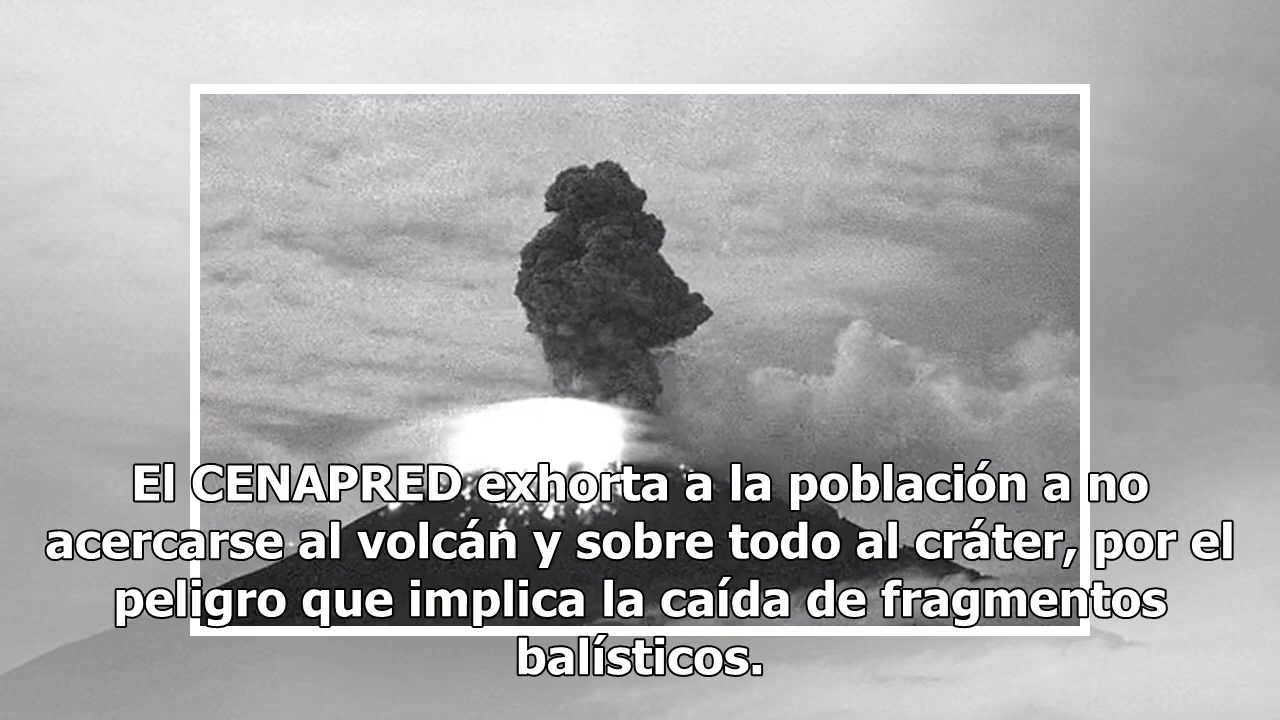 El CENAPRED exhorta a la población a no
acercarse al volcán y sobre todo al cráter, por el
peligro que implica la caída de fragmentos
balísticos.